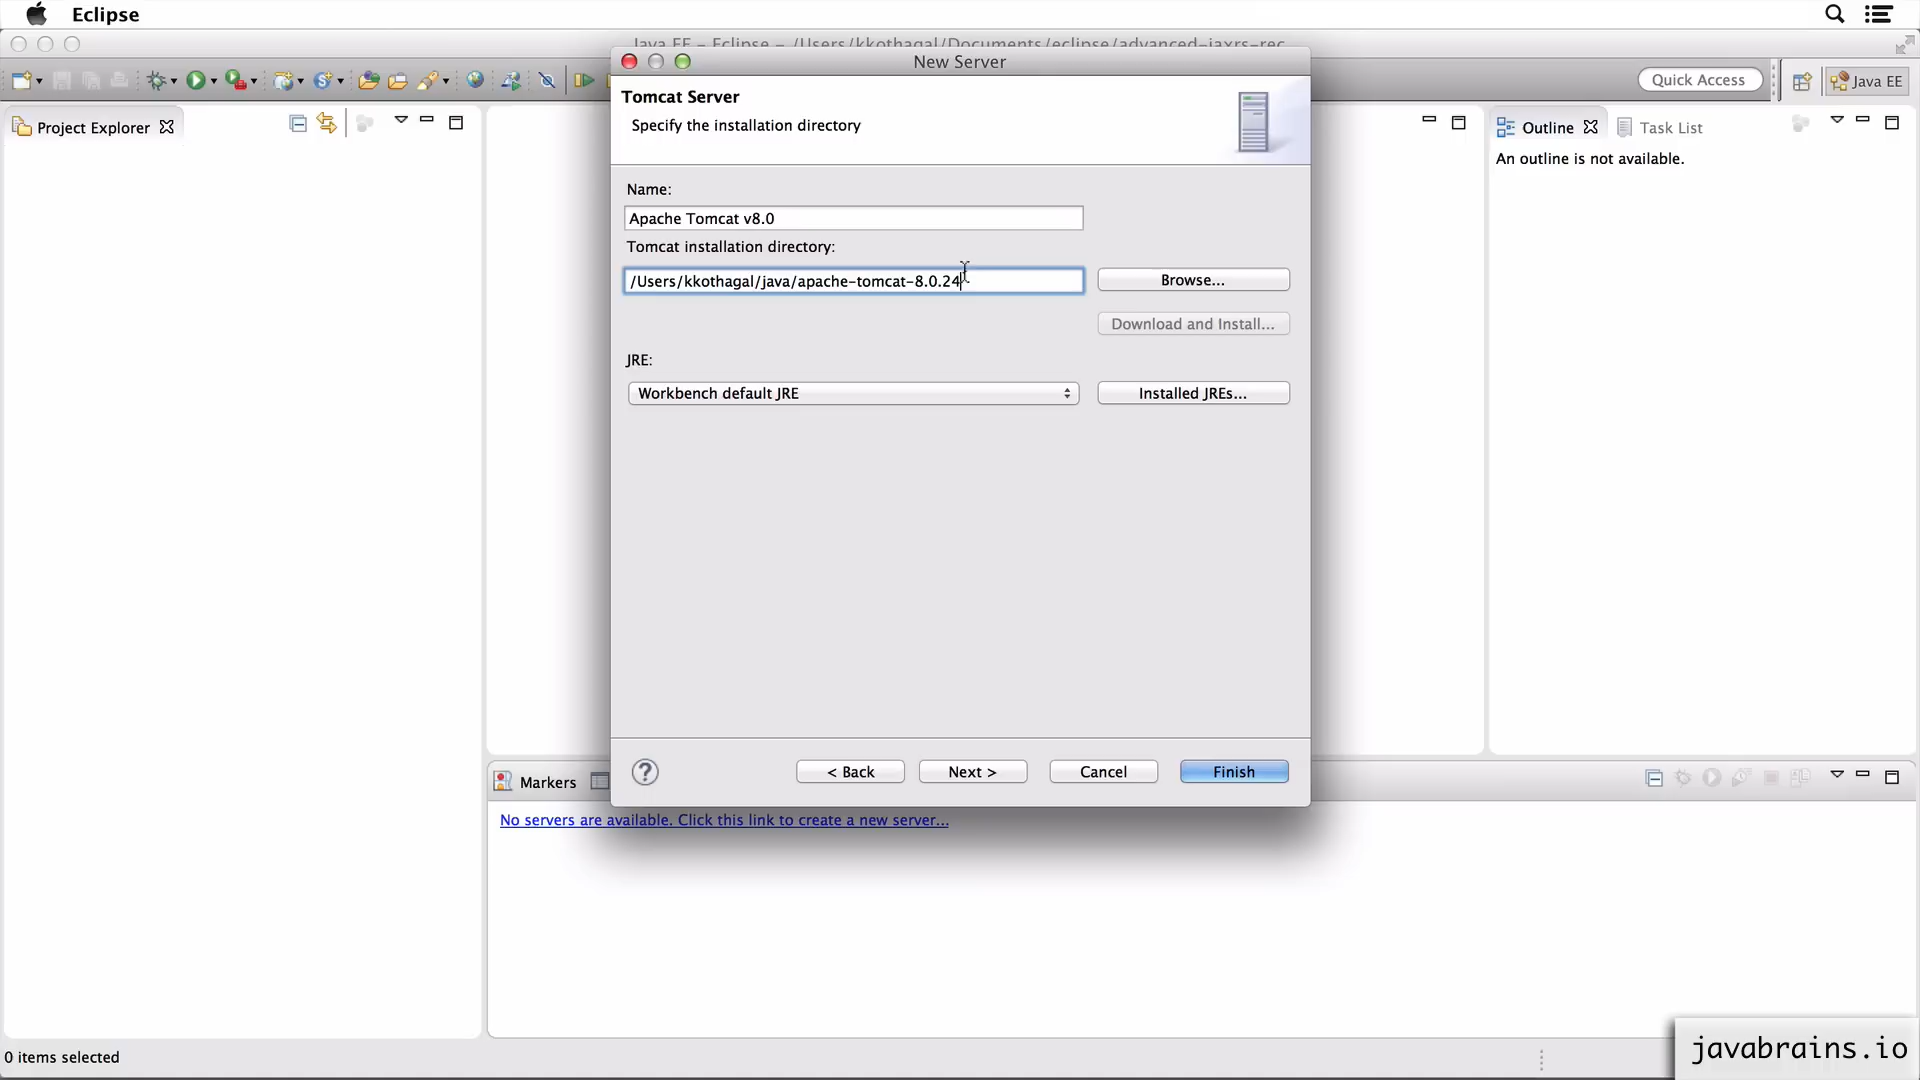 Eclipse
Java EE - Eclipse - /Users/kkothagal/Documents/eclipse/advanced-jaxrs-rec
New Server
Quick Access
Java EE
Tomcat Server
Specify the installation directory
Project Explorer
Outline
Task List
An outline is not available.
Name:
Apache Tomcat v8.0
Tomcat installation directory:
/Users/kkothagal/java/apache-tomcat-8.0.24
Browse...
Download and Install...
JRE:
Workbench default JRE
Installed JREs...
?
< Back
Next >
Cancel
Finish
Markers
No servers are available. Click this link to create a new server...
0 items selected
javabrains.io